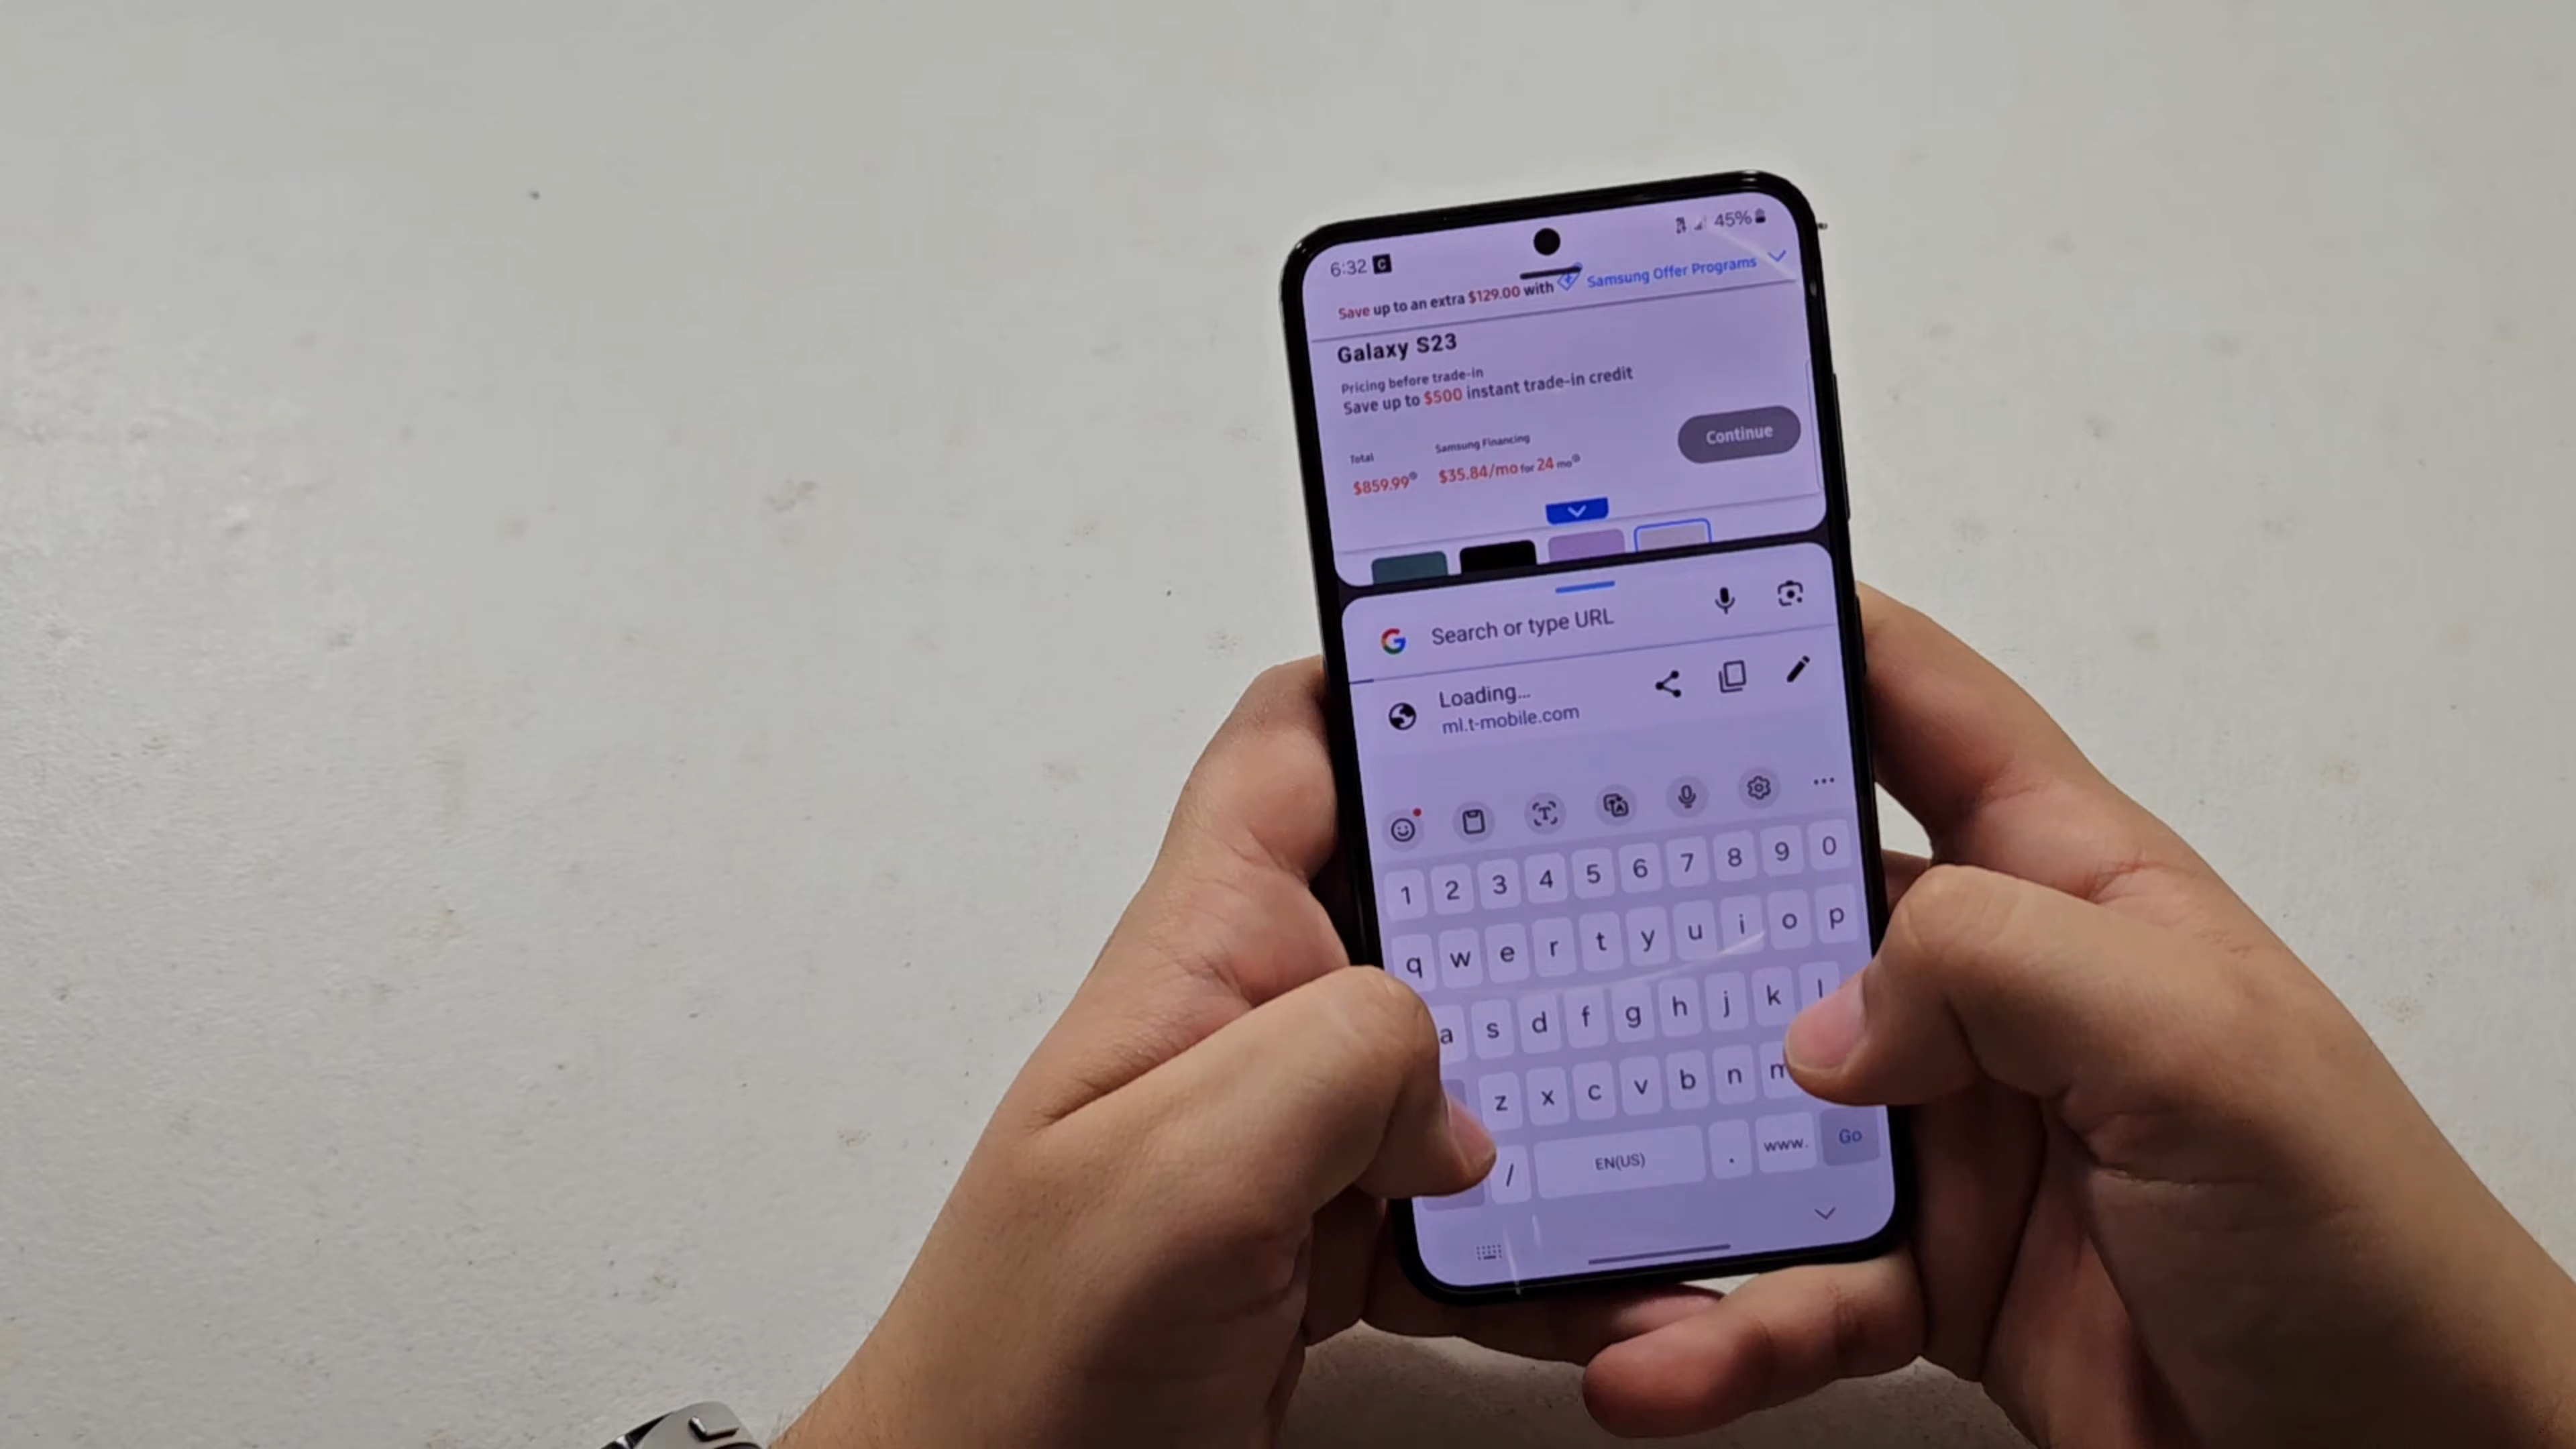 6:32 C 45%
Save up to an extra $129.00 with Samsung Offer Programs
Galaxy S23
Pricing before trade-in
Save up to $500 instant trade-in credit
Total Samsung Financing
$859.99 $35.84/mo for 24 mo
Continue
G Search or type URL
Loading...
ml.t-mobile.com
T
1 2 3 4 5 6 7 8 9 0
q w e r t y u i o p
a s d f g h j k l
z x c v b n m
/ EN(US) . www. Go